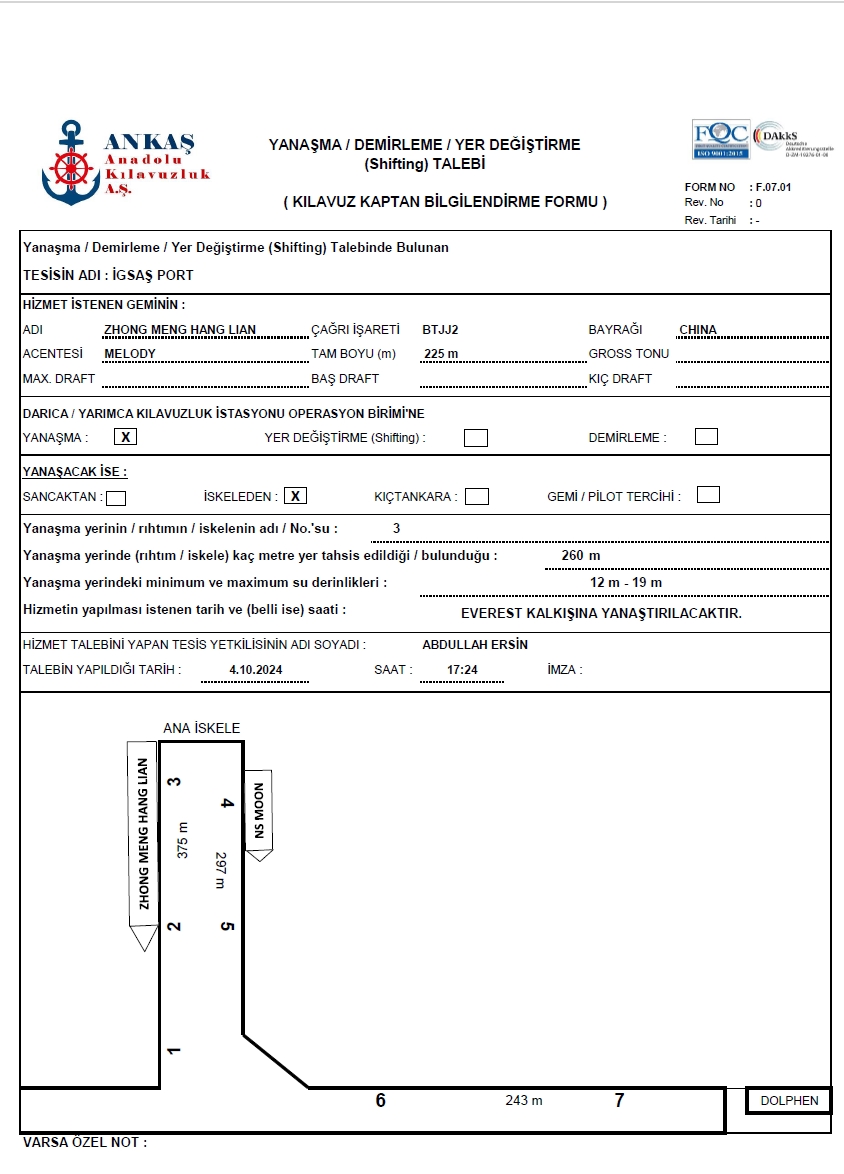 ANKAŞ
Anadolu
Kılavuzluk
A.Ş.
YANAŞMA / DEMİRLEME / YER DEĞİŞTİRME
(Shifting) TALEBİ
( KILAVUZ KAPTAN BİLGİLENDİRME FORMU )
FQC
ISO 9001:2015
DAkkS
Deutsche
Akkreditierungsstelle
FORM NO : F.07.01
Rev. No : 0
Rev. Tarihi : -
Yanaşma / Demirleme / Yer Değiştirme (Shifting) Talebinde Bulunan
TESİSİN ADI : İGSAŞ PORT
HİZMET İSTENEN GEMİNİN :
ADI ZHONG MENG HANG LIAN ÇAĞRI İŞARETİ BTJJ2 BAYRAĞI CHINA
ACENTESİ MELODY TAM BOYU (m) 225 m GROSS TONU
MAX. DRAFT BAŞ DRAFT KIÇ DRAFT
DARICA / YARIMCA KILAVUZLUK İSTASYONU OPERASYON BİRİMİ'NE
YANAŞMA : X YER DEĞİŞTİRME (Shifting) : DEMİRLEME :
YANAŞACAK İSE :
SANCAKTAN : İSKELEDEN : X KIÇTANKARA : GEMİ / PİLOT TERCİHİ :
Yanaşma yerinin / rıhtımın / iskelenin adı / No.'su : 3
Yanaşma yerinde (rıhtım / iskele) kaç metre yer tahsis edildiği / bulunduğu : 260 m
Yanaşma yerindeki minimum ve maximum su derinlikleri : 12 m - 19 m
Hizmetin yapılması istenen tarih ve (belli ise) saati : EVEREST KALKIŞINA YANAŞTIRILACAKTIR.
HİZMET TALEBİNİ YAPAN TESİS YETKİLİSİNİN ADI SOYADI : ABDULLAH ERSİN
TALEBİN YAPILDIĞI TARİH : 4.10.2024 SAAT : 17:24 İMZA :
ANA İSKELE
ZHONG MENG HANG LIAN
3
375 m
2
1
4
297 m
5
NS MOON
6 243 m 7 DOLPHEN
VARSA ÖZEL NOT :